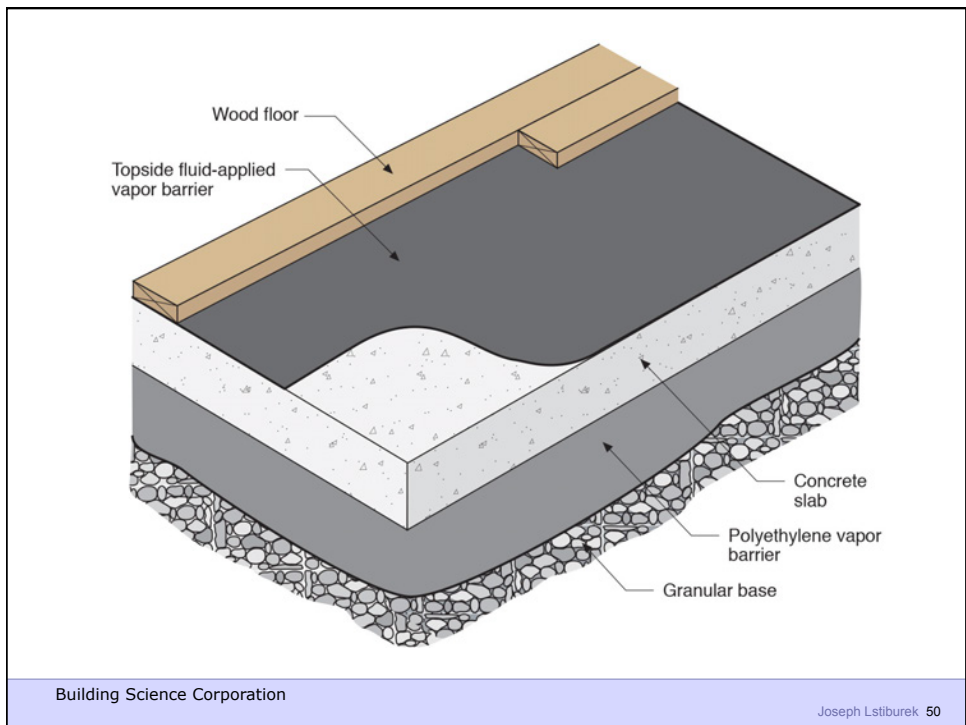 Wood floor
Topside fluid-applied
vapor barrier
Concrete
slab
Polyethylene vapor
barrier
Granular base
Building Science Corporation
Joseph Lstiburek 50